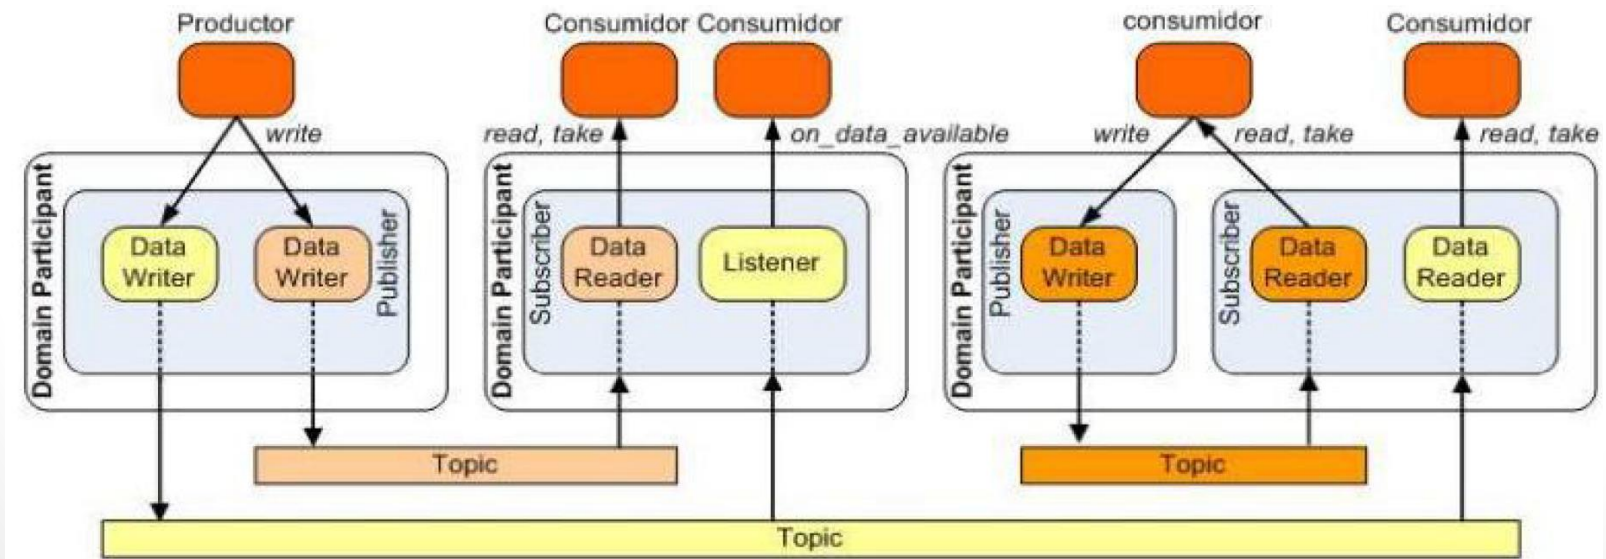 Productor
Consumidor
Consumidor
consumidor
Consumidor
write
read, take
on_data_available
write
read, take
read, take
Domain Participant
Data
Writer
Data
Writer
Publisher
Domain Participant
Subscriber
Data
Reader
Listener
Domain Participant
Publisher
Data
Writer
Subscriber
Data
Reader
Data
Reader
Topic
Topic
Topic